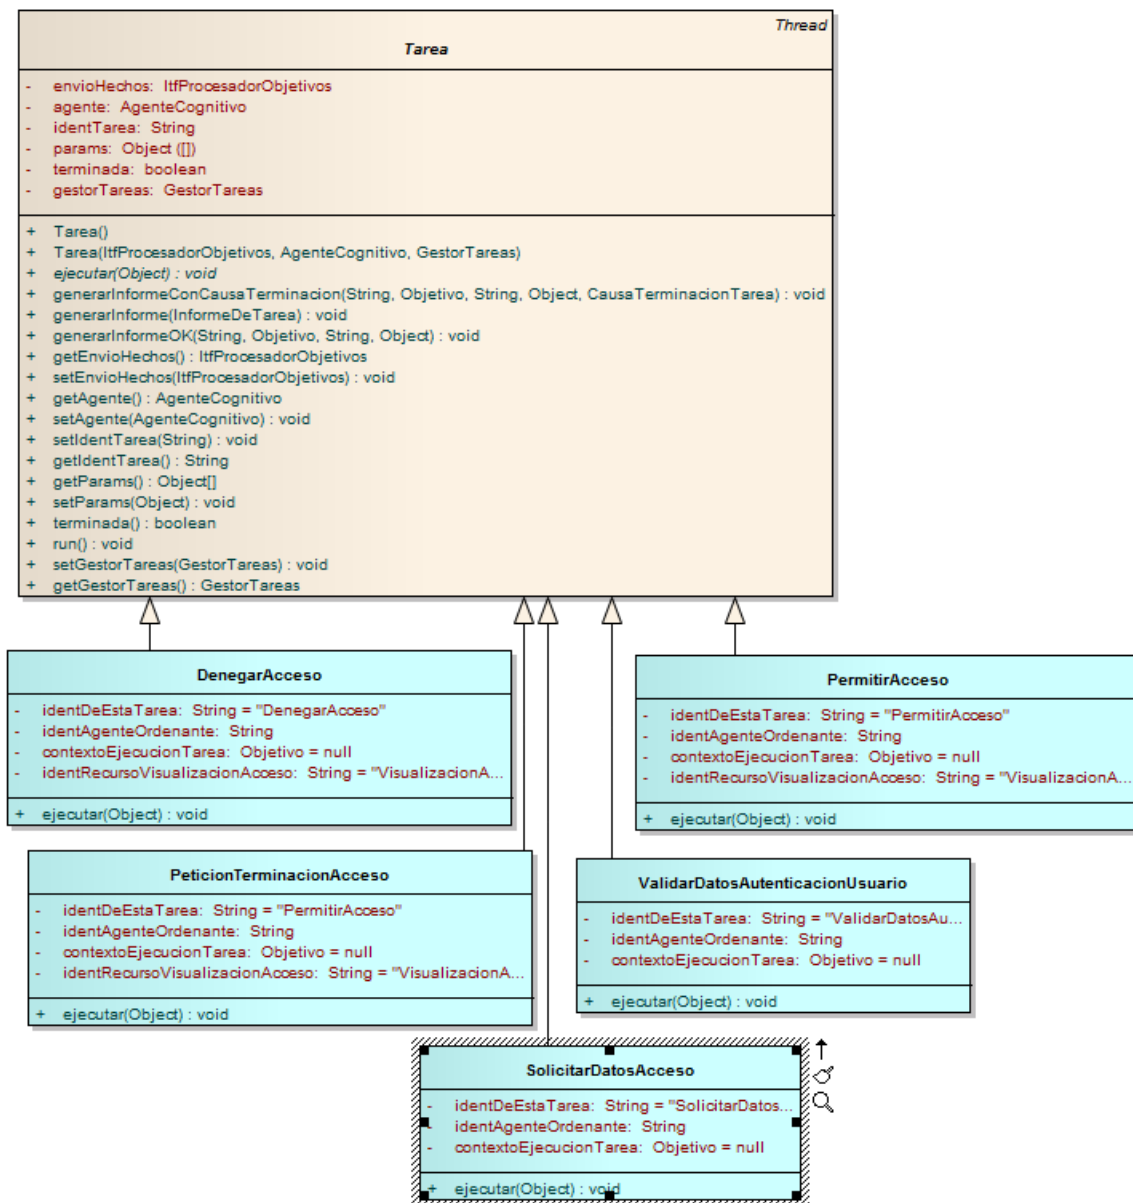 Thread
Tarea
- envioHechos: ItfProcesadorObjetivos
- agente: AgenteCognitivo
- identTarea: String
- params: Object ([])
- terminada: boolean
- gestorTareas: GestorTareas
+ Tarea()
+ Tarea(ItfProcesadorObjetivos, AgenteCognitivo, GestorTareas)
+ ejecutar(Object) : void
+ generarInformeConCausaTerminacion(String, Objetivo, String, Object, CausaTerminacionTarea) : void
+ generarInforme(InformeDeTarea) : void
+ generarInformeOK(String, Objetivo, String, Object) : void
+ getEnvioHechos() : ItfProcesadorObjetivos
+ setEnvioHechos(ItfProcesadorObjetivos) : void
+ getAgente() : AgenteCognitivo
+ setAgente(AgenteCognitivo) : void
+ setIdentTarea(String) : void
+ getIdentTarea() : String
+ getParams() : Object[]
+ setParams(Object) : void
+ terminada() : boolean
+ run() : void
+ setGestorTareas(GestorTareas) : void
+ getGestorTareas() : GestorTareas
DenegarAcceso
- identDeEstaTarea: String = "DenegarAcceso"
- identAgenteOrdenante: String
- contextoEjecucionTarea: Objetivo = null
- identRecursoVisualizacionAcceso: String = "VisualizacionA...
+ ejecutar(Object) : void
PermitirAcceso
- identDeEstaTarea: String = "PermitirAcceso"
- identAgenteOrdenante: String
- contextoEjecucionTarea: Objetivo = null
- identRecursoVisualizacionAcceso: String = "VisualizacionA...
+ ejecutar(Object) : void
PeticionTerminacionAcceso
- identDeEstaTarea: String = "PermitirAcceso"
- identAgenteOrdenante: String
- contextoEjecucionTarea: Objetivo = null
- identRecursoVisualizacionAcceso: String = "VisualizacionA...
+ ejecutar(Object) : void
ValidarDatosAutenticacionUsuario
- identDeEstaTarea: String = "ValidarDatosAu...
- identAgenteOrdenante: String
- contextoEjecucionTarea: Objetivo = null
+ ejecutar(Object) : void
SolicitarDatosAcceso
- identDeEstaTarea: String = "SolicitarDatos...
- identAgenteOrdenante: String
- contextoEjecucionTarea: Objetivo = null
+ ejecutar(Object) : void